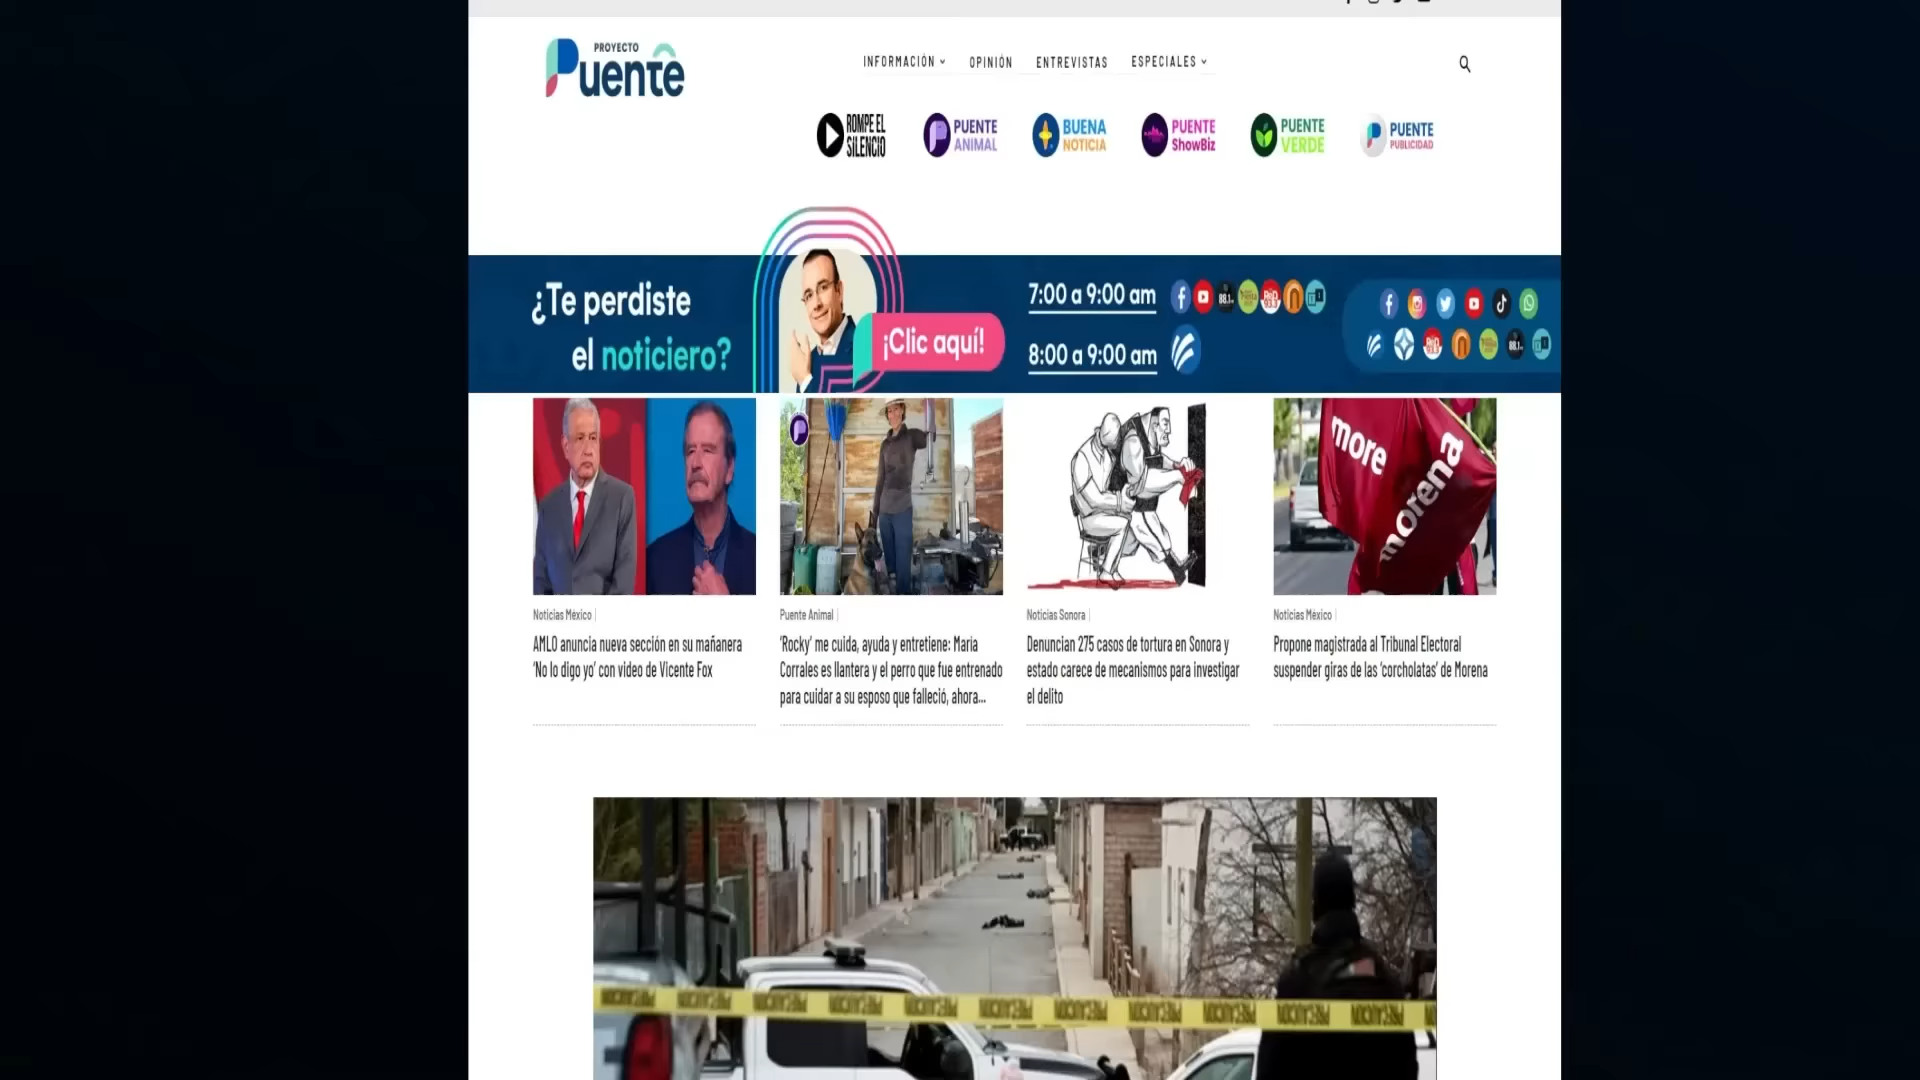 PROYECTO
Puente
INFORMACIÓN
OPINIÓN
ENTREVISTAS
ESPECIALES
ROMPE EL
SILENCIO
PUENTE
ANIMAL
BUENA
NOTICIA
PUENTE
ShowBiz
PUENTE
VERDE
PUENTE
PUBLICIDAD
¿Te perdiste
el noticiero?
¡Clic aquí!
7:00 a 9:00 am
8:00 a 9:00 am
88.1
88.1
more
morena
Noticias México
AMLO anuncia nueva sección en su mañanera
'No lo digo yo' con video de Vicente Fox
Puente Animal
'Rocky' me cuida, ayuda y entretiene: María
Corrales es llantera y el perro que fue entrenado
para cuidar a su esposo que falleció, ahora...
Noticias Sonora
Denuncian 275 casos de tortura en Sonora y
estado carece de mecanismos para investigar
el delito
Noticias México
Propone magistrada al Tribunal Electoral
suspender giras de las 'corcholatas' de Morena